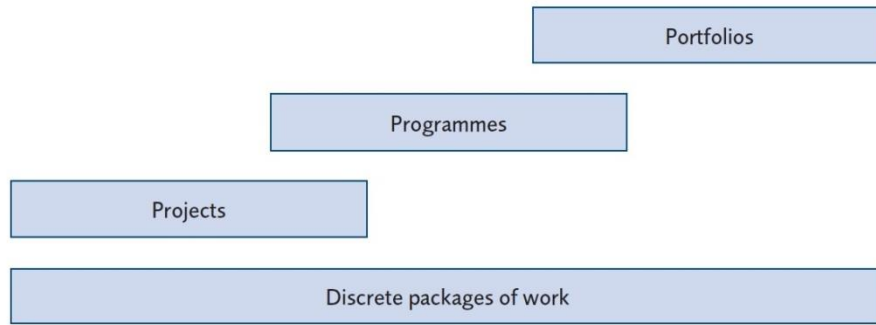 Portfolios
Programmes
Projects
Discrete packages of work